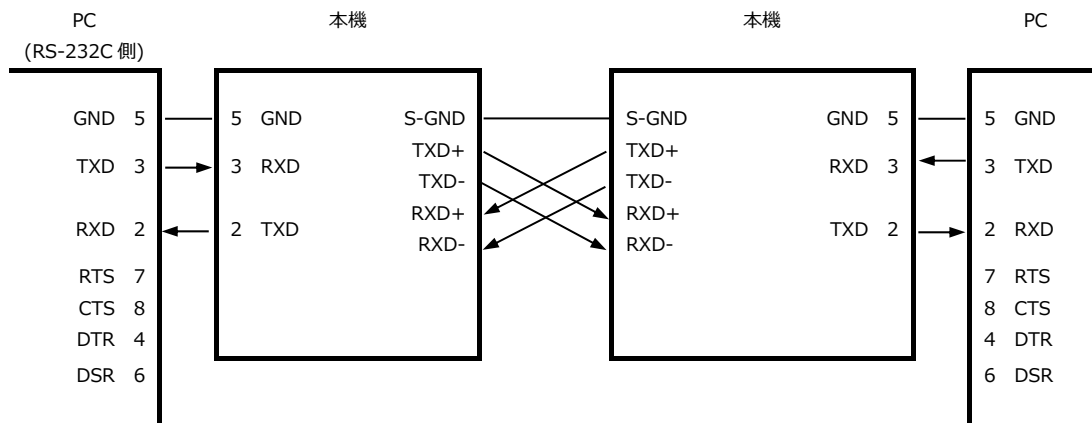 PC 本機 本機 PC
(RS-232C 側)
GND 5 5 GND S-GND S-GND GND 5 5 GND
TXD+ TXD+
TXD 3 3 RXD RXD 3 3 TXD
TXD- TXD-
RXD+ RXD+
RXD 2 2 TXD TXD 2 2 RXD
RXD- RXD-
RTS 7 7 RTS
CTS 8 8 CTS
DTR 4 4 DTR
DSR 6 6 DSR